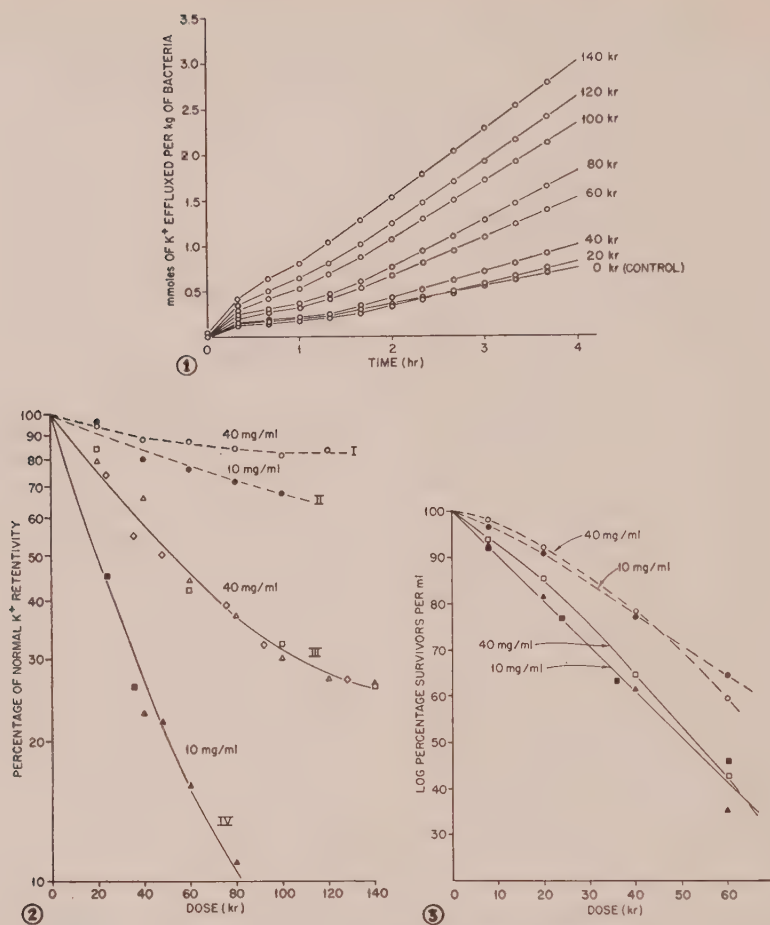 mmoles OF K+ EFFLUXED PER kg OF BACTERIA
3.5
3.0
2.5
2.0
1.5
1.0
0.5
0
1
2
3
4
TIME (hr)
140 kr
120 kr
100 kr
80 kr
60 kr
40 kr
20 kr
0 kr (CONTROL)
1
PERCENTAGE OF NORMAL K+ RETENTIVITY
100
90
80
70
60
50
40
30
20
10
0
20
40
60
80
100
120
140
DOSE (kr)
40 mg/ml
I
10 mg/ml
II
40 mg/ml
III
10 mg/ml
IV
2
LOG PERCENTAGE SURVIVORS PER ml
100
90
80
70
60
50
40
30
0
10
20
30
40
50
60
DOSE (kr)
40 mg/ml
10 mg/ml
40 mg/ml
10 mg/ml
3